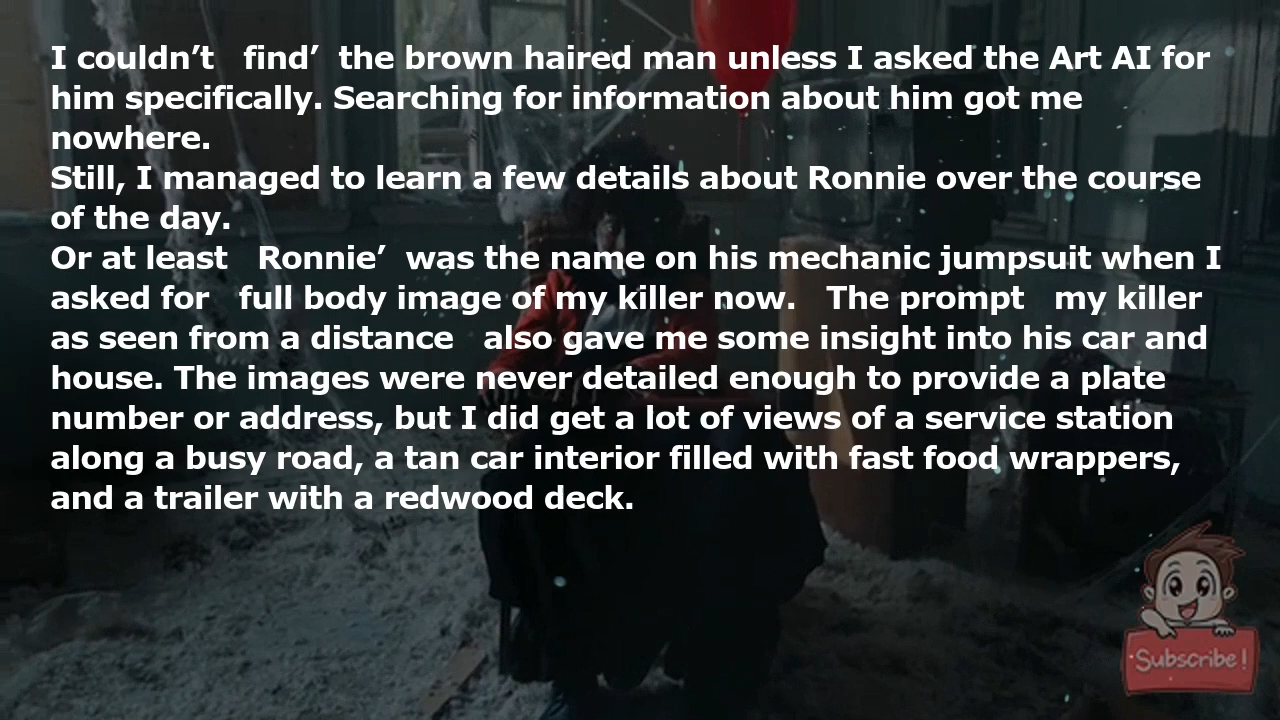 I couldn’t   find’  the brown haired man unless I asked the Art AI for
him specifically. Searching for information about him got me
nowhere.
Still, I managed to learn a few details about Ronnie over the course
of the day.
Or at least   Ronnie’  was the name on his mechanic jumpsuit when I
asked for   full body image of my killer now.   The prompt   my killer
as seen from a distance   also gave me some insight into his car and
house. The images were never detailed enough to provide a plate
number or address, but I did get a lot of views of a service station
along a busy road, a tan car interior filled with fast food wrappers,
and a trailer with a redwood deck.
Subscribe!